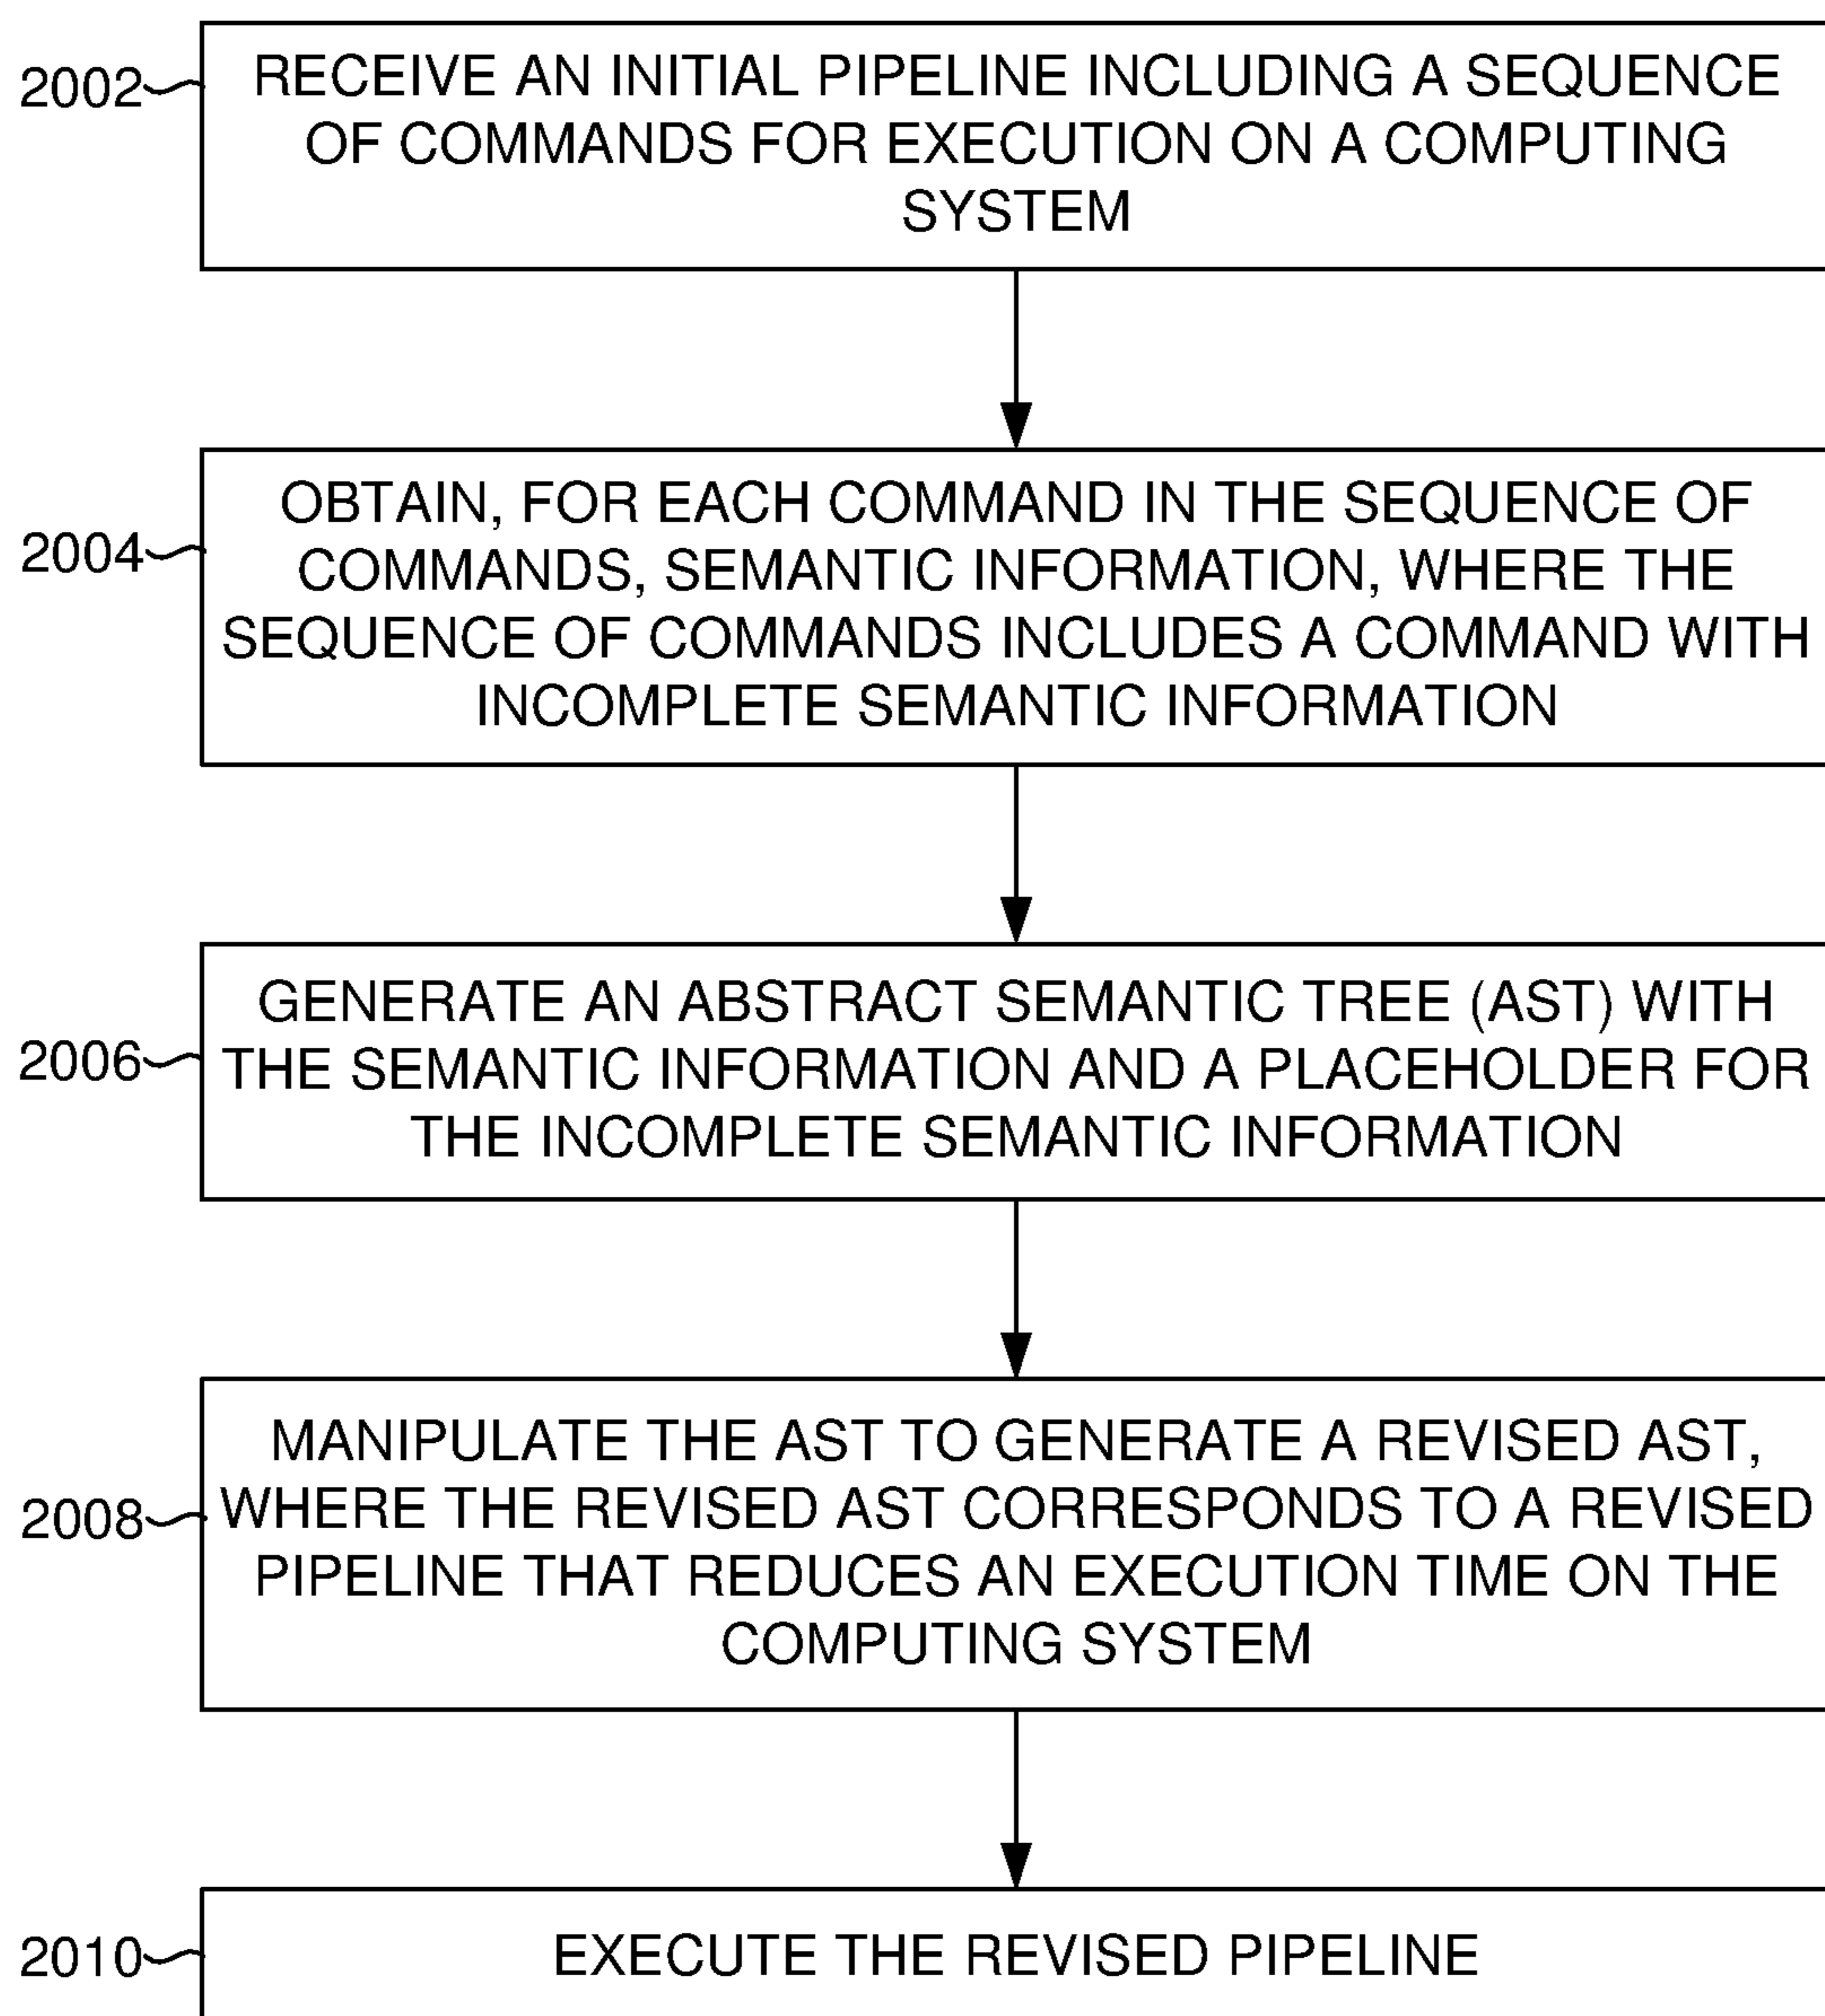 2002
RECEIVE AN INITIAL PIPELINE INCLUDING A SEQUENCE
OF COMMANDS FOR EXECUTION ON A COMPUTING
SYSTEM
2004
OBTAIN, FOR EACH COMMAND IN THE SEQUENCE OF
COMMANDS, SEMANTIC INFORMATION, WHERE THE
SEQUENCE OF COMMANDS INCLUDES A COMMAND WITH
INCOMPLETE SEMANTIC INFORMATION
2006
GENERATE AN ABSTRACT SEMANTIC TREE (AST) WITH
THE SEMANTIC INFORMATION AND A PLACEHOLDER FOR
THE INCOMPLETE SEMANTIC INFORMATION
2008
MANIPULATE THE AST TO GENERATE A REVISED AST,
WHERE THE REVISED AST CORRESPONDS TO A REVISED
PIPELINE THAT REDUCES AN EXECUTION TIME ON THE
COMPUTING SYSTEM
2010
EXECUTE THE REVISED PIPELINE